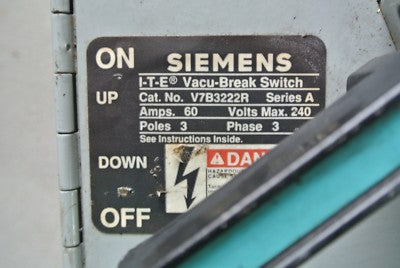 ON
SIEMENS
I-T-E® Vacu-Break Switch
UP
Cat. No. V7B3222R Series A
Amps. 60 Volts Max. 240
Poles 3 Phase 3
See Instructions Inside.
DOWN
DAN
HAZARDOUS
OFF